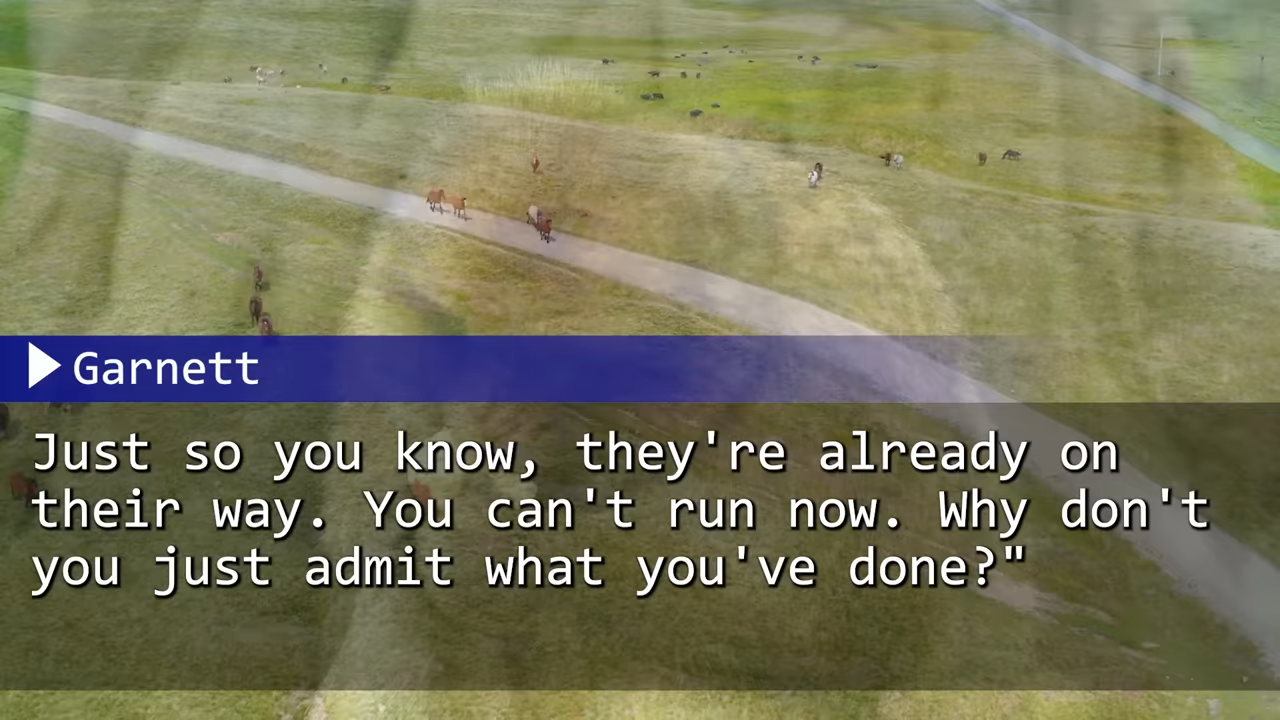 Garnett
Just so you know, they're already on
their way. You can't run now. Why don't
you just admit what you've done?"